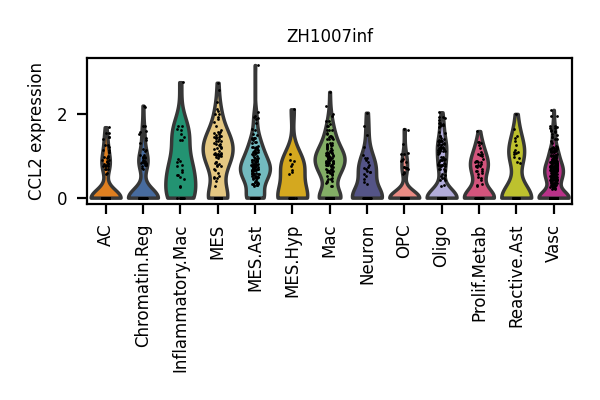 ZH1007inf
CCL2 expression
2
0
AC
Chromatin.Reg
Inflammatory.Mac
MES
MES.Ast
MES.Hyp
Mac
Neuron
OPC
Oligo
Prolif.Metab
Reactive.Ast
Vasc